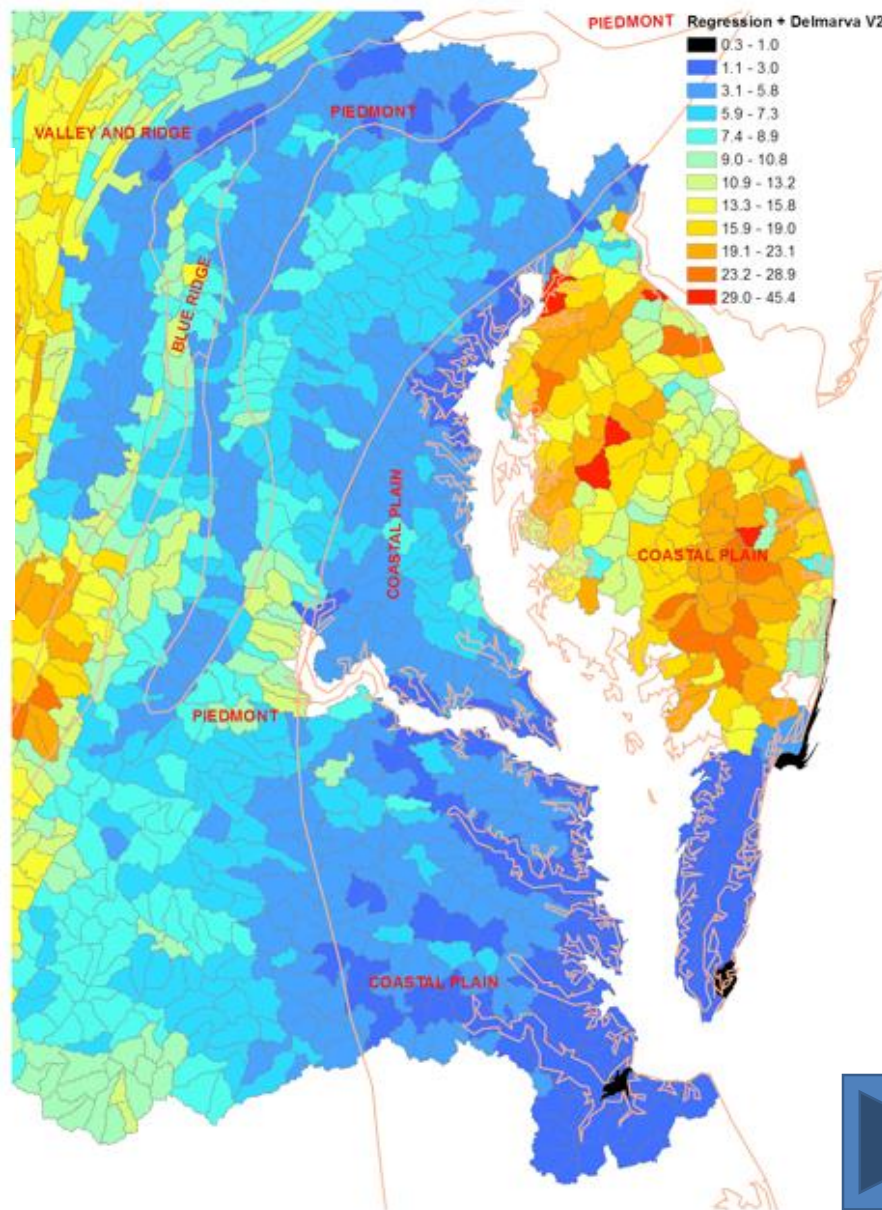 PIEDMONT
Regression + Delmarva V2
0.3 - 1.0
1.1 - 3.0
3.1 - 5.8
5.9 - 7.3
7.4 - 8.9
9.0 - 10.8
10.9 - 13.2
13.3 - 15.8
15.9 - 19.0
19.1 - 23.1
23.2 - 28.9
29.0 - 45.4
PIEDMONT
VALLEY AND RIDGE
BLUE RIDGE
COASTAL PLAIN
COASTAL PLAIN
PIEDMONT
COASTAL PLAIN